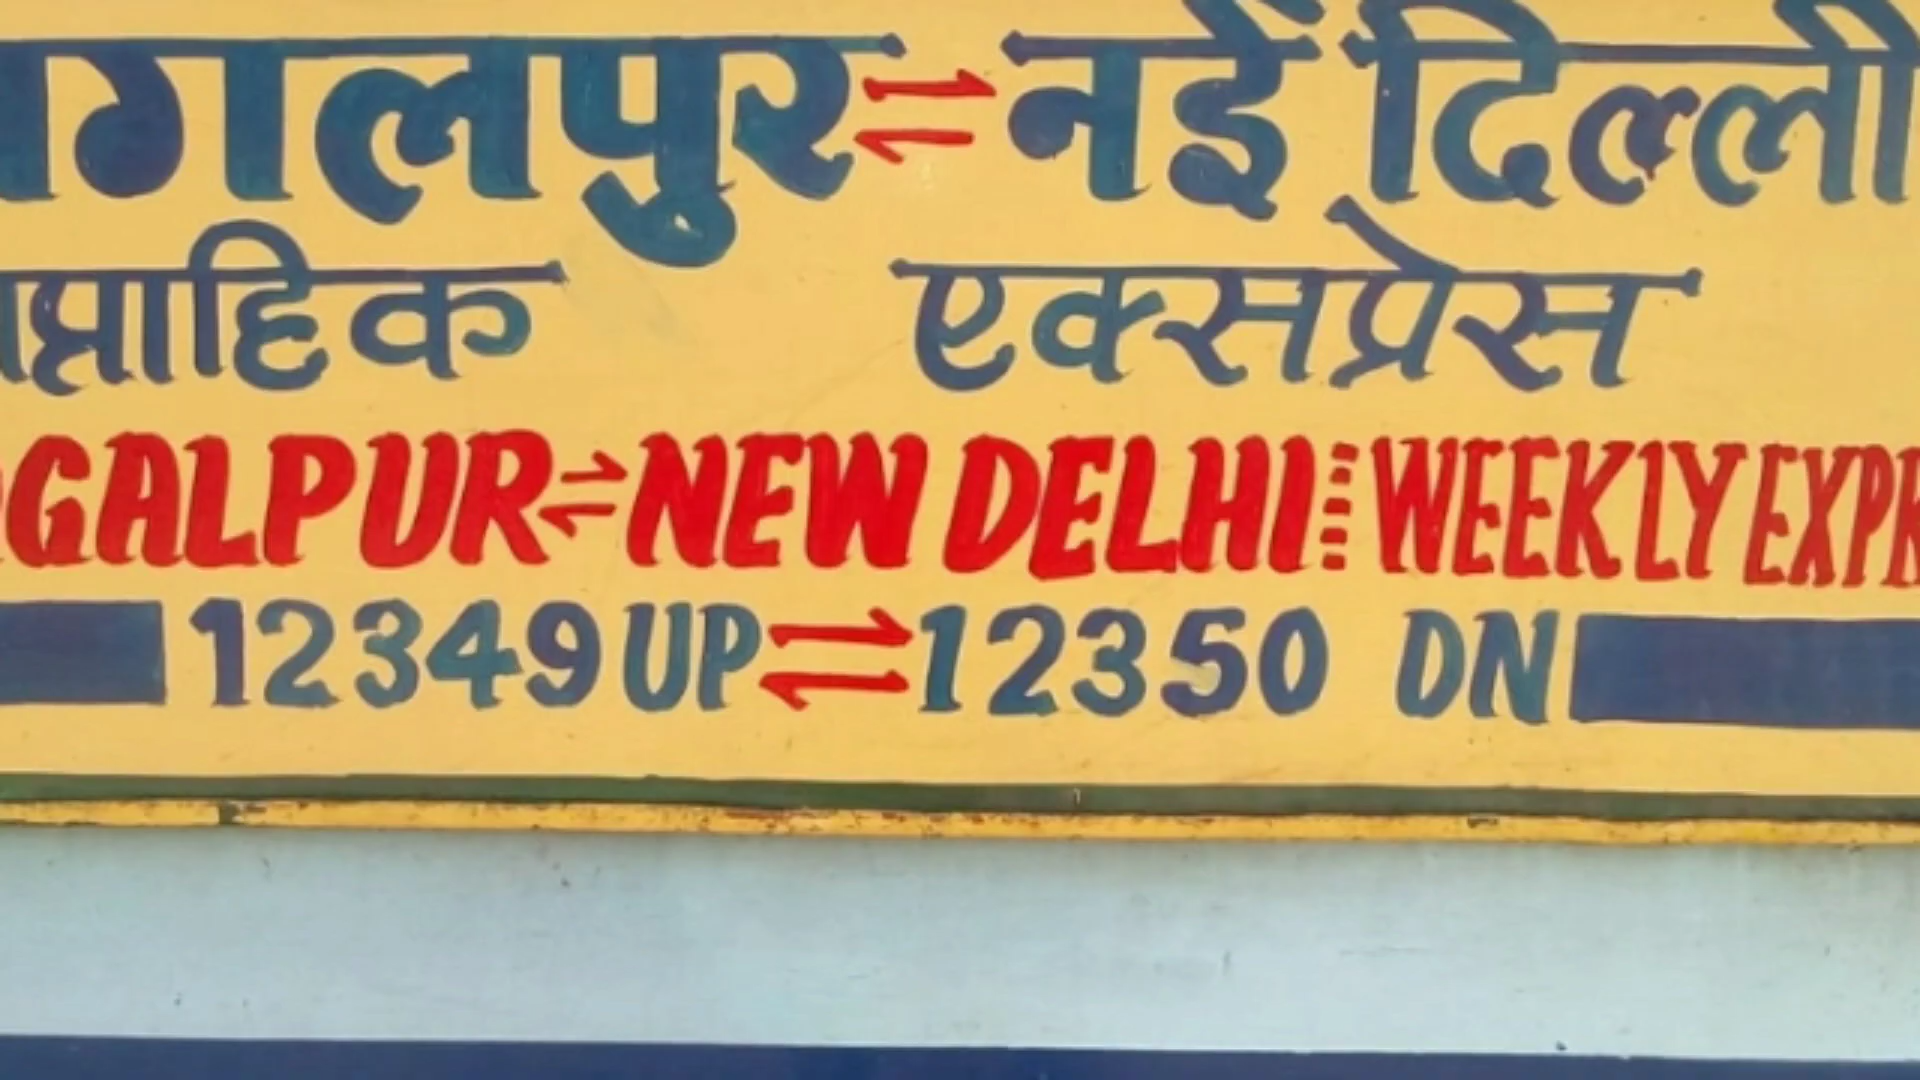 गलपुर ⇌ नई दिल्ली
प्ताहिक एक्सप्रेस
GALPUR ⇌ NEW DELHI WEEKLY EXPR
12349 UP ⇌ 12350 DN